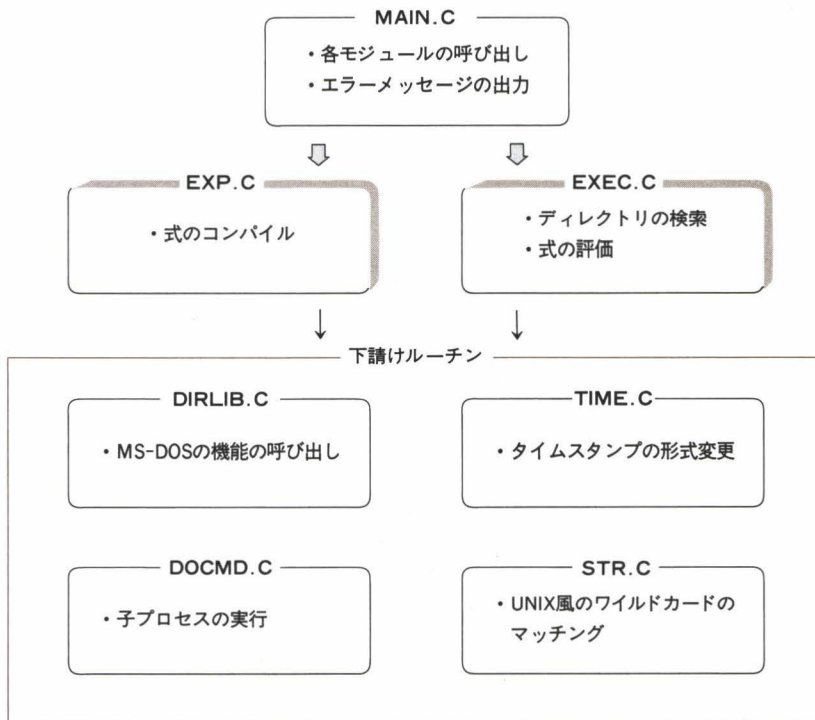 MAIN.C
・各モジュールの呼び出し
・エラーメッセージの出力
EXP.C
・式のコンパイル
EXEC.C
・ディレクトリの検索
・式の評価
下請けルーチン
DIRLIB.C
・MS-DOSの機能の呼び出し
TIME.C
・タイムスタンプの形式変更
DOCMD.C
・子プロセスの実行
STR.C
・UNIX風のワイルドカードの
マッチング